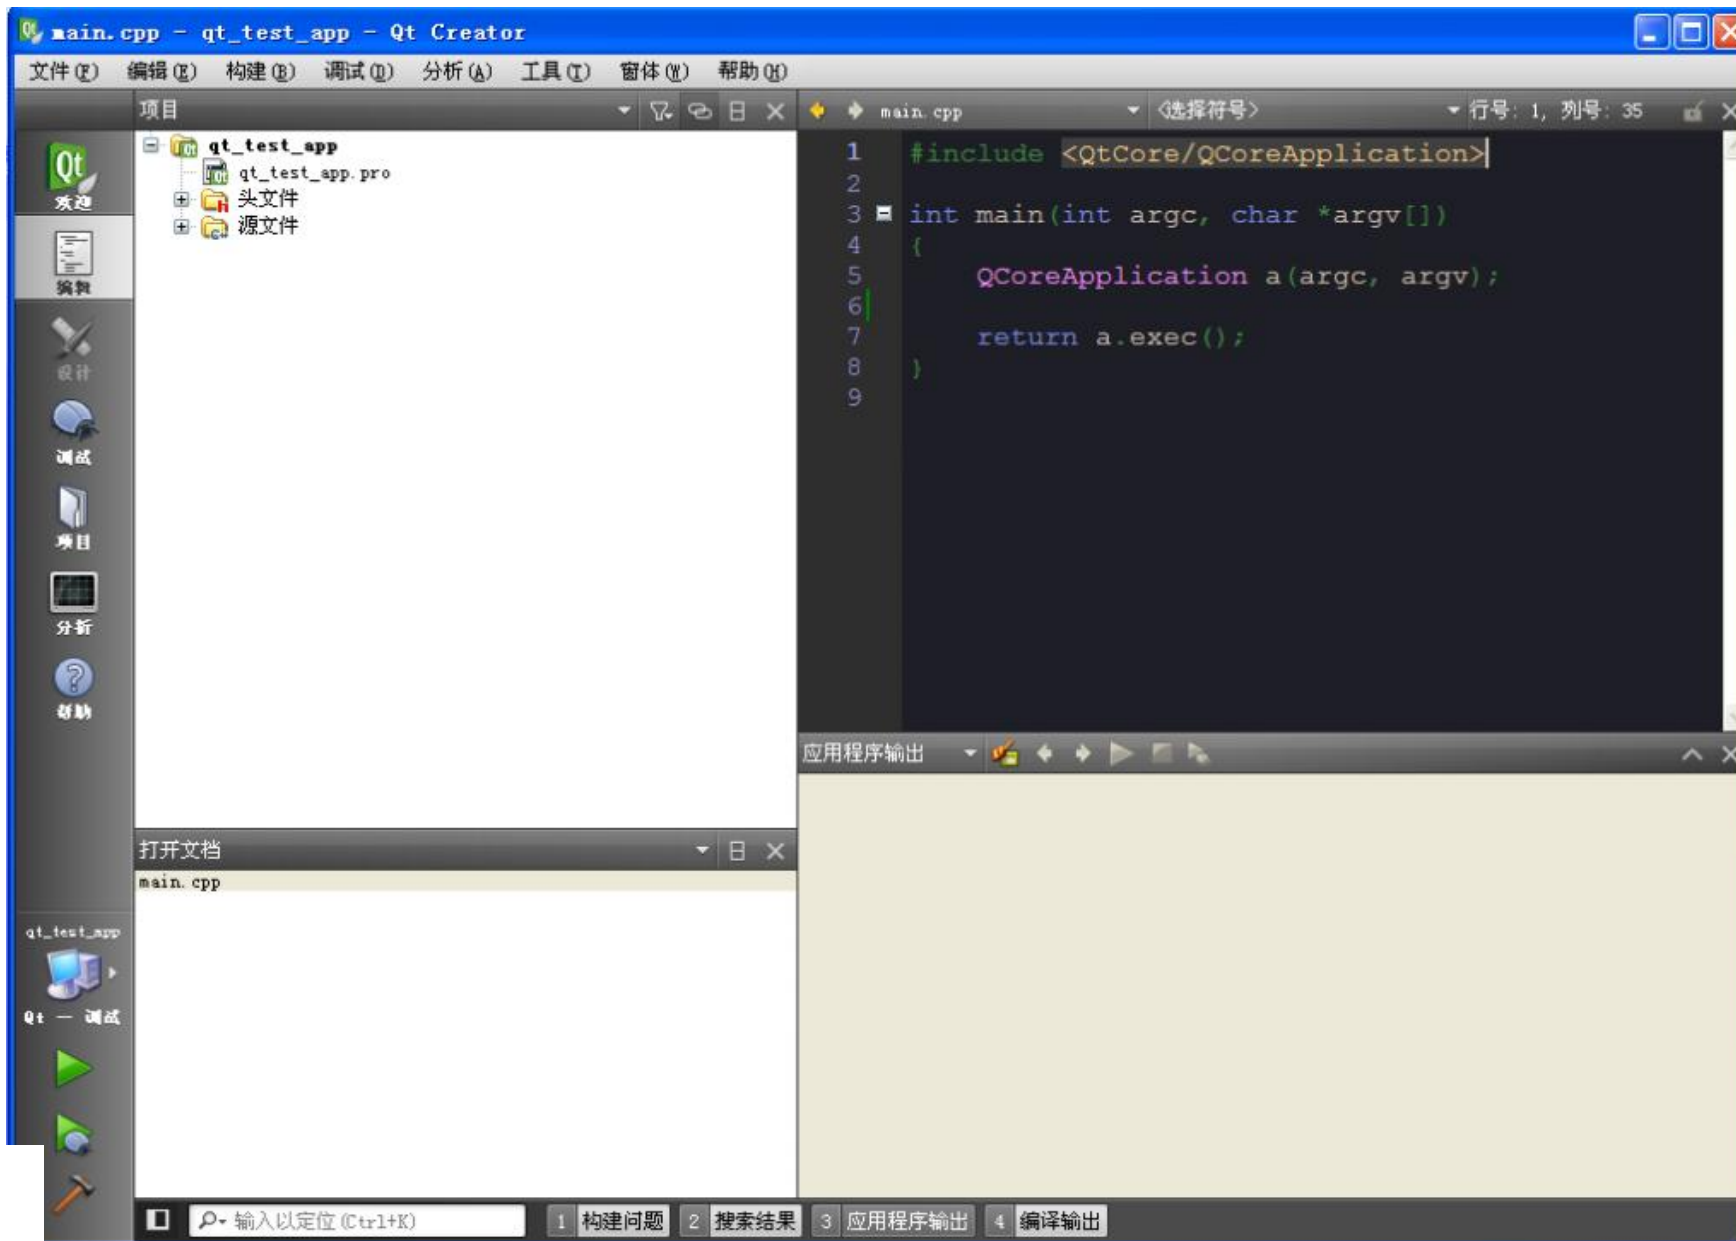 main.cpp - qt_test_app - Qt Creator
文件(F) 编辑(E) 构建(B) 调试(D) 分析(A) 工具(T) 窗体(W) 帮助(H)
项目
main.cpp <选择符号> 行号: 1, 列号: 35
Qt
欢迎
编辑
设计
调试
项目
分析
帮助
qt_test_app
qt_test_app.pro
头文件
源文件
1 #include <QtCore/QCoreApplication>
2
3 int main(int argc, char *argv[])
4 {
5 QCoreApplication a(argc, argv);
6
7 return a.exec();
8 }
9
应用程序输出
打开文档
main.cpp
qt_test_app
Qt — 调试
输入以定位(Ctrl+K)
1 构建问题 2 搜索结果 3 应用程序输出 4 编译输出